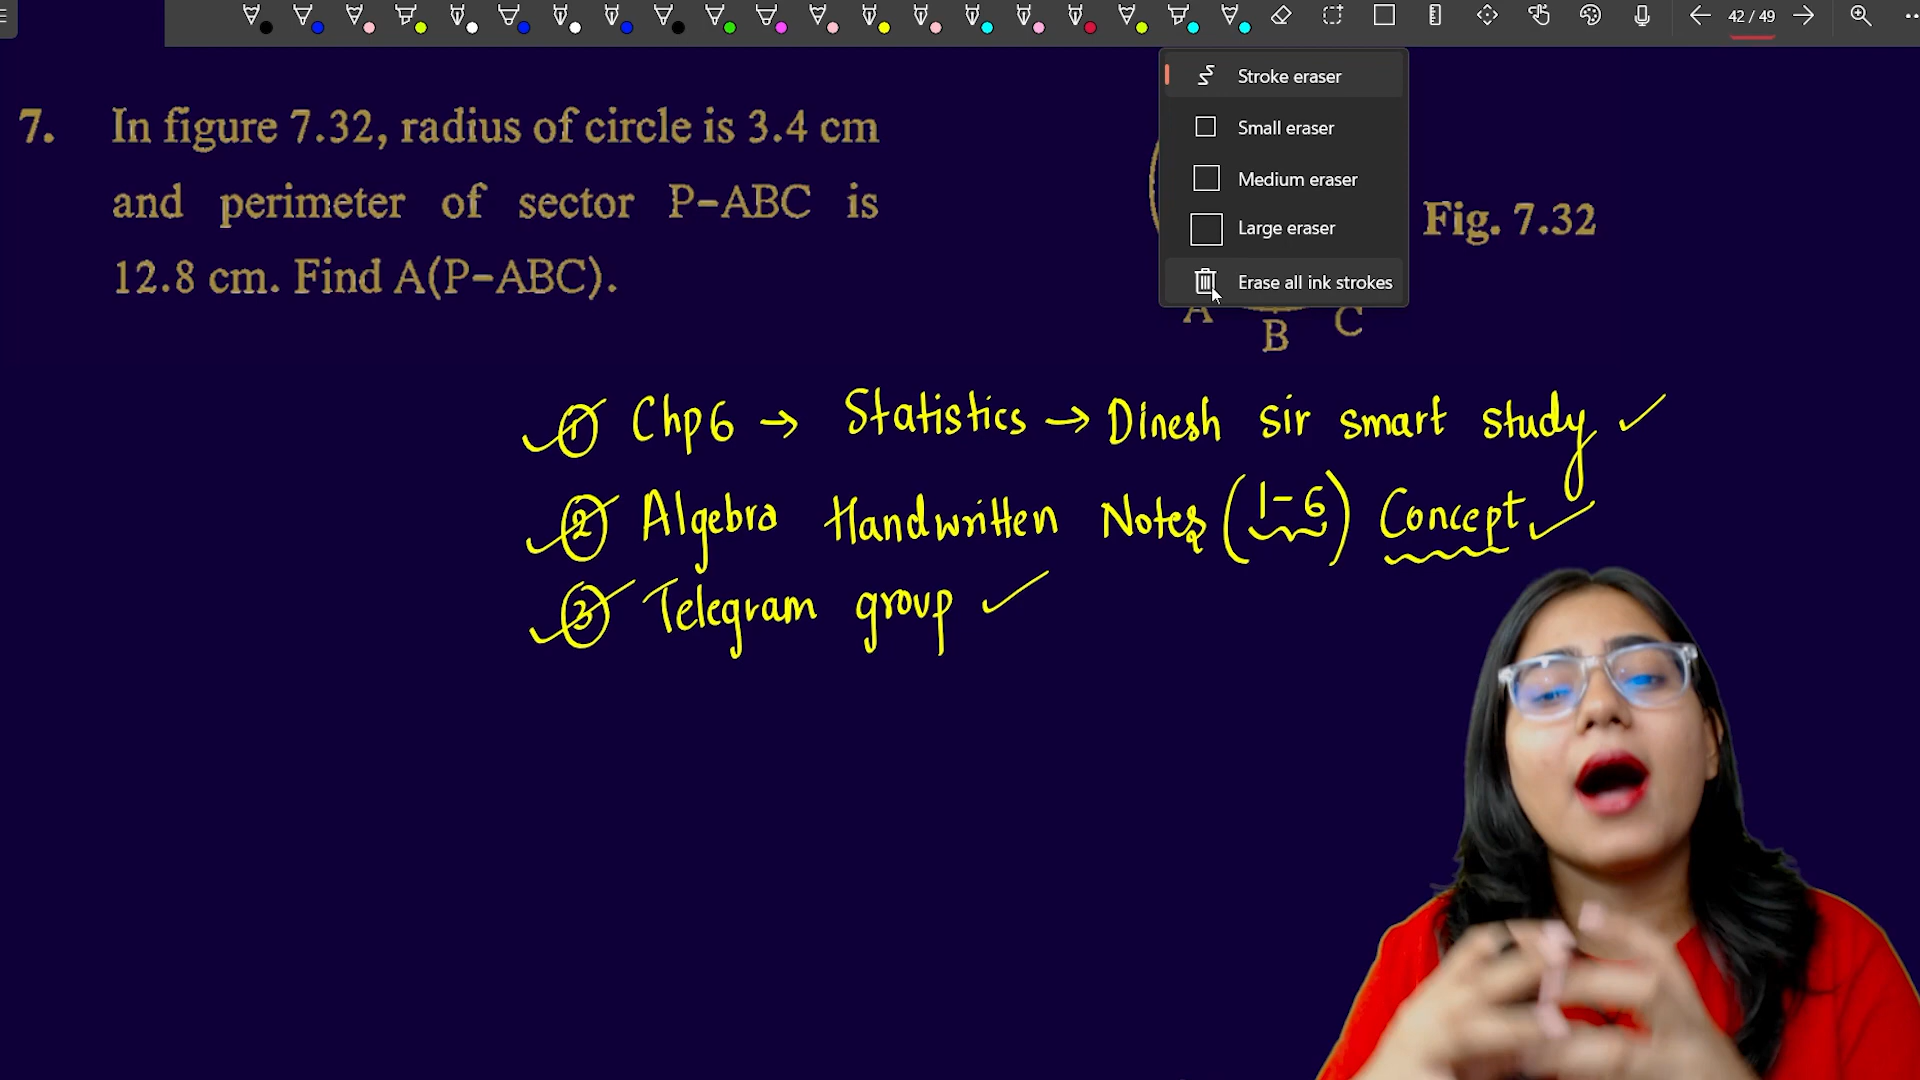 42 / 49
Stroke eraser
Small eraser
Medium eraser
Large eraser
Erase all ink strokes
7. In figure 7.32, radius of circle is 3.4 cm
and perimeter of sector P-ABC is
12.8 cm. Find A(P-ABC).
Fig. 7.32
A B C
① Chp6 → Statistics → Dinesh sir smart study ✓
② Algebra Handwritten Notes (1-6) Concept ✓
③ Telegram group ✓